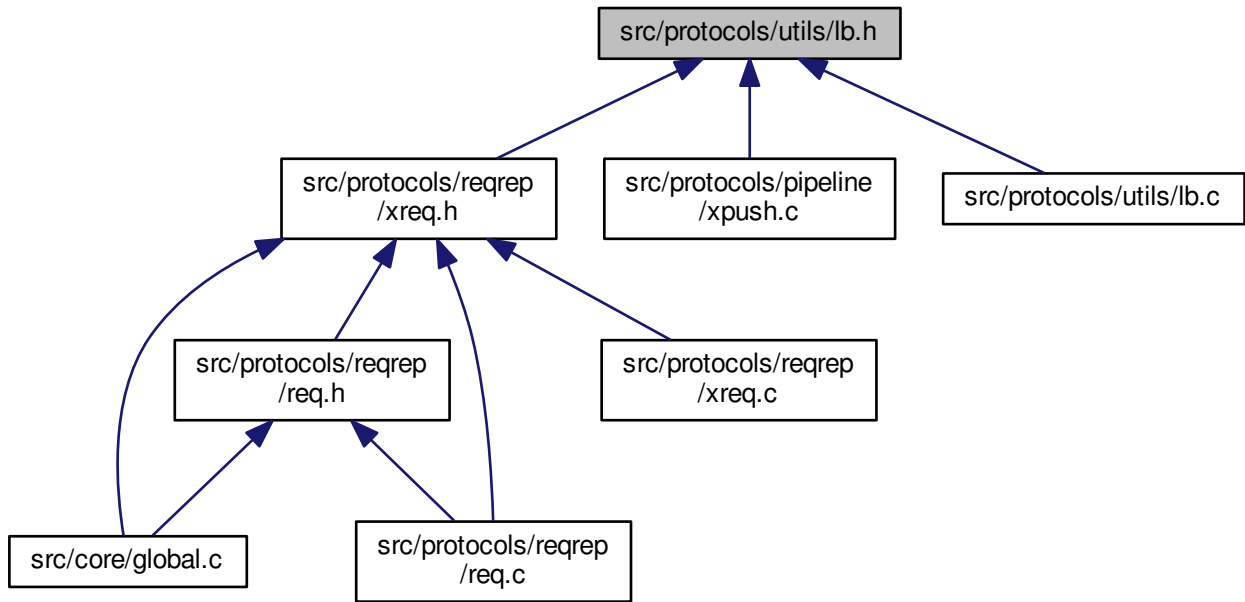 src/protocols/utils/lb.h
src/protocols/reqrep
/xreq.h
src/protocols/pipeline
/xpush.c
src/protocols/utils/lb.c
src/protocols/reqrep
/req.h
src/protocols/reqrep
/xreq.c
src/core/global.c
src/protocols/reqrep
/req.c